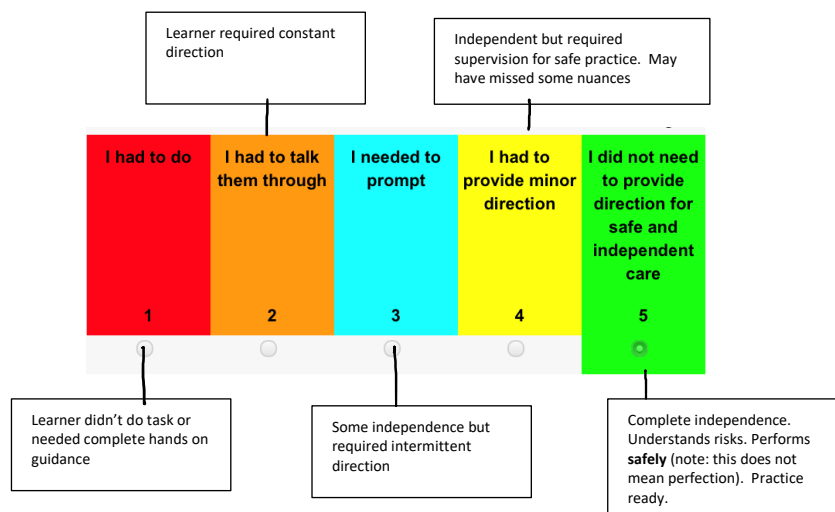 Learner required constant
direction
Independent but required
supervision for safe practice.  May
have missed some nuances
I had to do
1
I had to talk
them through
2
I needed to
prompt
3
I had to
provide minor
direction
4
I did not need
to provide
direction for
safe and
independent
care
5
Learner didn’t do task or
needed complete hands on
guidance
Some independence but
required intermittent
direction
Complete independence.
Understands risks. Performs
safely (note: this does not
mean perfection).  Practice
ready.